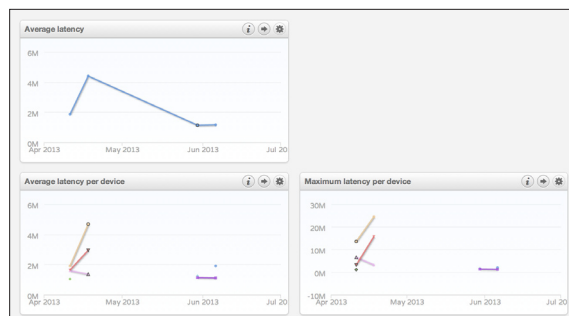 Average latency
6M
4M
2M
0M
Apr 2013 May 2013 Jun 2013 Jul 20
Average latency per device
6M
4M
2M
0M
Apr 2013 May 2013 Jun 2013 Jul 20
Maximum latency per device
30M
20M
10M
0M
-10M
Apr 2013 May 2013 Jun 2013 Jul 20